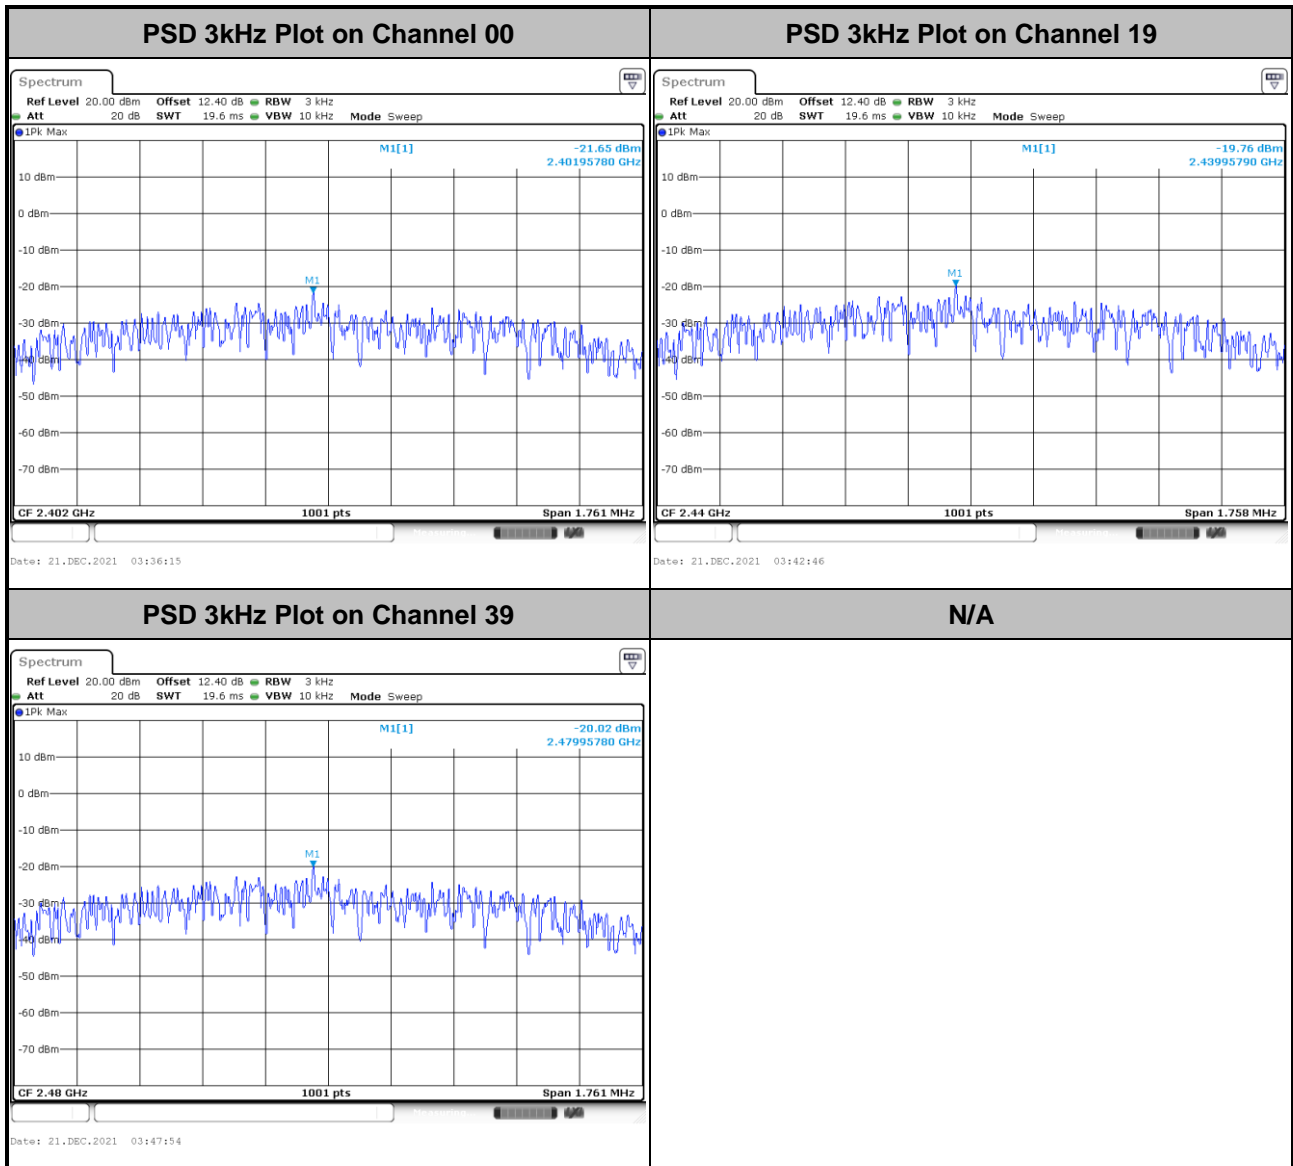 PSD 3kHz Plot on Channel 00
PSD 3kHz Plot on Channel 19
Spectrum
Ref Level 20.00 dBm Offset 12.40 dB RBW 3 kHz
Att 20 dB SWT 19.6 ms VBW 10 kHz Mode Sweep
1Pk Max
M1[1] -21.65 dBm
2.40195780 GHz
10 dBm
0 dBm
-10 dBm
M1
-20 dBm
-30 dBm
-40 dBm
-50 dBm
-60 dBm
-70 dBm
CF 2.402 GHz 1001 pts Span 1.761 MHz
Measuring...
Date: 21.DEC.2021 03:36:15
Spectrum
Ref Level 20.00 dBm Offset 12.40 dB RBW 3 kHz
Att 20 dB SWT 19.6 ms VBW 10 kHz Mode Sweep
1Pk Max
M1[1] -19.76 dBm
2.43995790 GHz
10 dBm
0 dBm
-10 dBm
M1
-20 dBm
-30 dBm
-40 dBm
-50 dBm
-60 dBm
-70 dBm
CF 2.44 GHz 1001 pts Span 1.758 MHz
Measuring...
Date: 21.DEC.2021 03:42:46
PSD 3kHz Plot on Channel 39
N/A
Spectrum
Ref Level 20.00 dBm Offset 12.40 dB RBW 3 kHz
Att 20 dB SWT 19.6 ms VBW 10 kHz Mode Sweep
1Pk Max
M1[1] -20.02 dBm
2.47995780 GHz
10 dBm
0 dBm
-10 dBm
M1
-20 dBm
-30 dBm
-40 dBm
-50 dBm
-60 dBm
-70 dBm
CF 2.48 GHz 1001 pts Span 1.761 MHz
Measuring...
Date: 21.DEC.2021 03:47:54